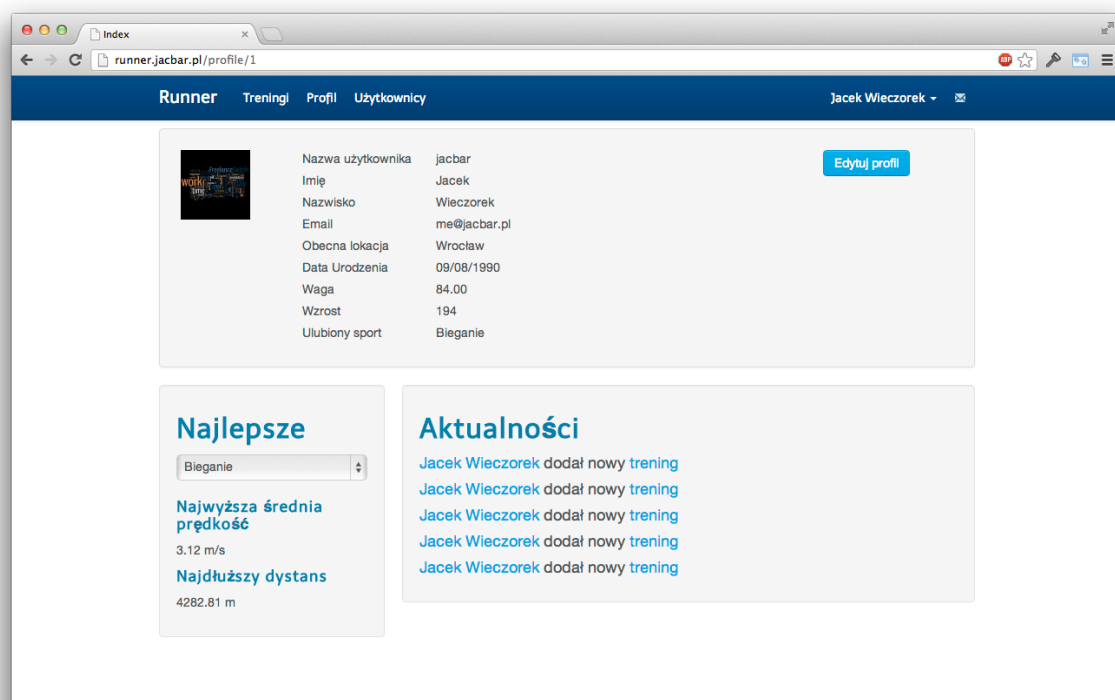 Index
runner.jacbar.pl/profile/1
ABP
Runner Treningi Profil Użytkownicy Jacek Wieczorek
work
time
Freelance
Nazwa użytkownika jacbar
Edytuj profil
Imię Jacek
Nazwisko Wieczorek
Email me@jacbar.pl
Obecna lokacja Wrocław
Data Urodzenia 09/08/1990
Waga 84.00
Wzrost 194
Ulubiony sport Bieganie
Najlepsze
Bieganie
Najwyższa średnia
prędkość
3.12 m/s
Najdłuższy dystans
4282.81 m
Aktualności
Jacek Wieczorek dodał nowy trening
Jacek Wieczorek dodał nowy trening
Jacek Wieczorek dodał nowy trening
Jacek Wieczorek dodał nowy trening
Jacek Wieczorek dodał nowy trening